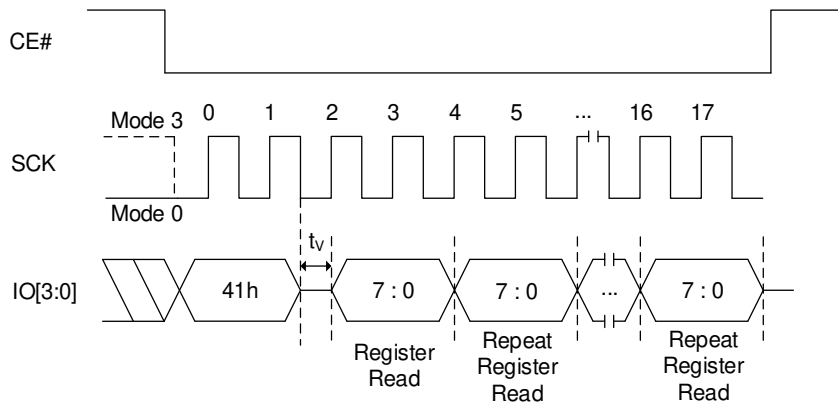 CE#
0 1 2 3 4 5 ... 16 17
Mode 3
SCK
Mode 0
tV
IO[3:0]
41h 7 : 0 7 : 0 ... 7 : 0
Register
Read
Repeat
Register
Read
Repeat
Register
Read